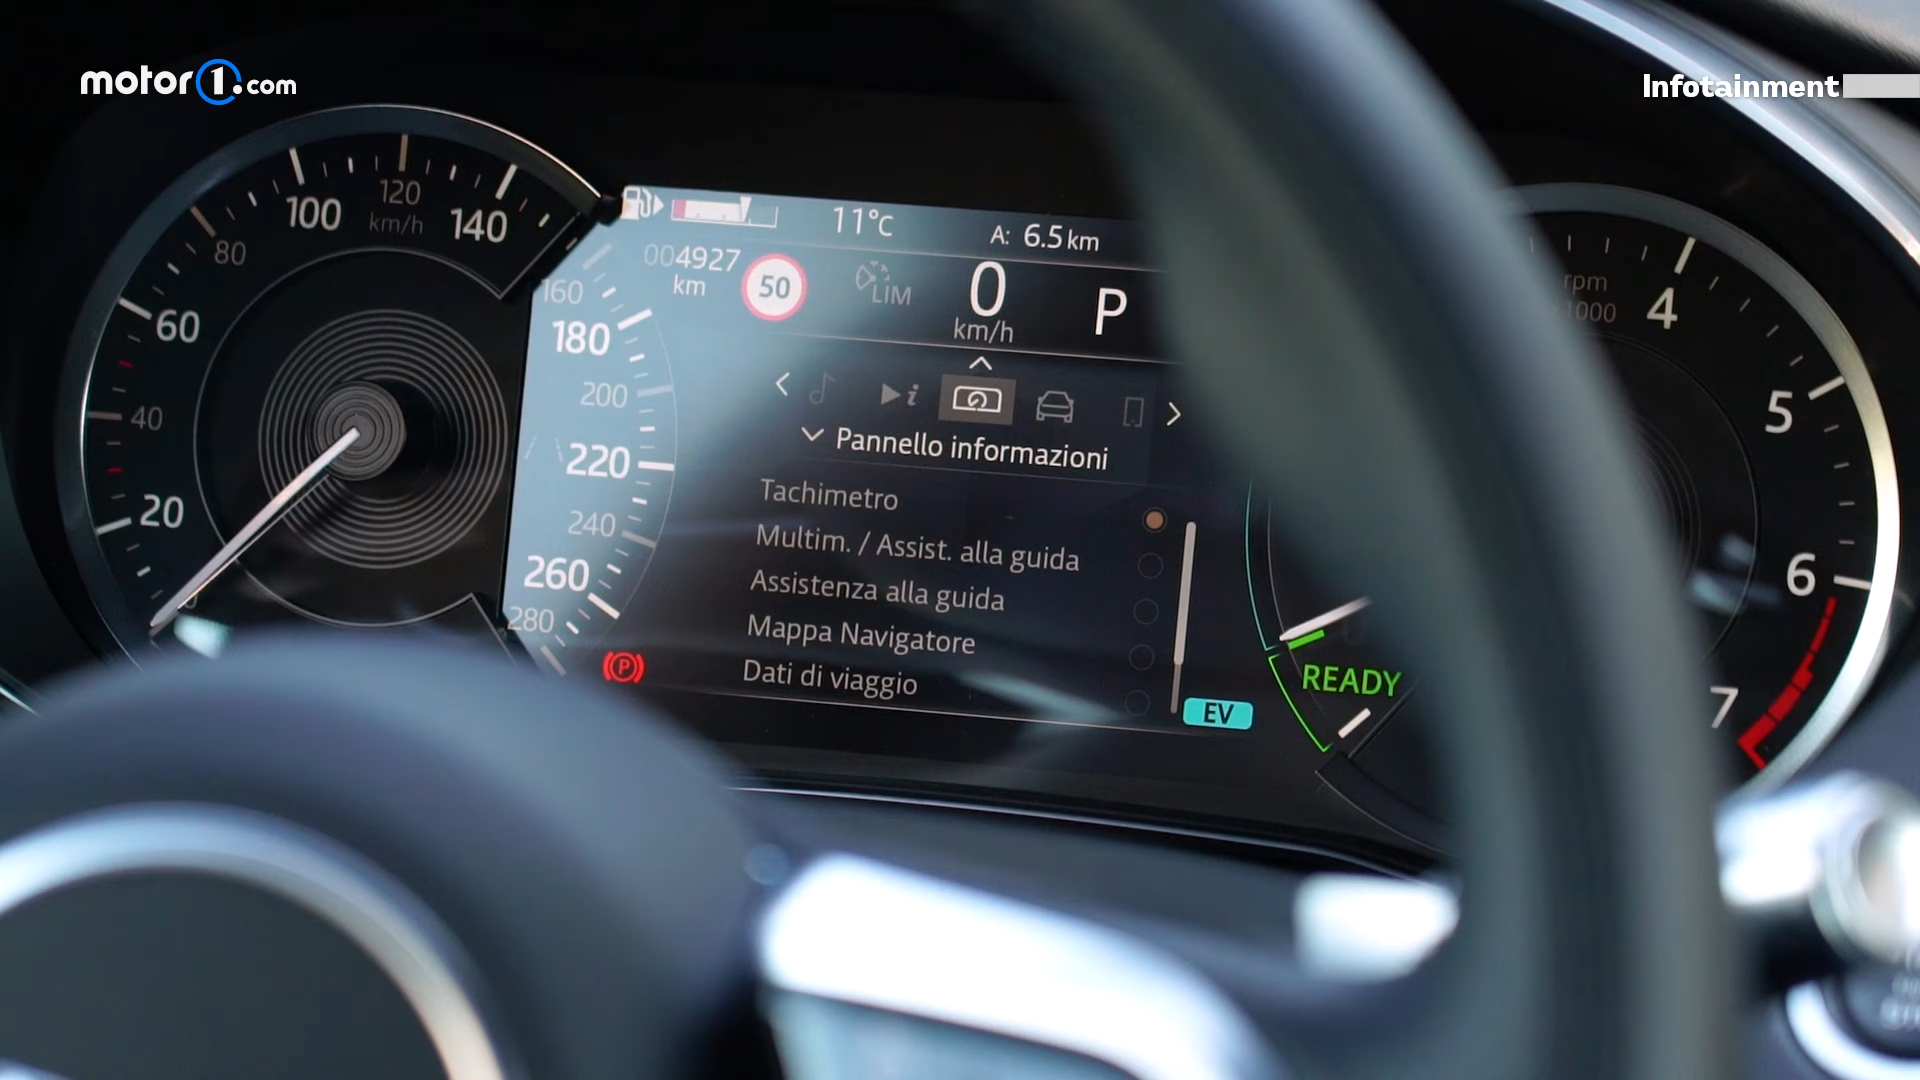 motor1.com
Infotainment
100
120
km/h
140
80
60
40
20
0
11°C
A: 6.5 km
004927
km
50
LIM
0
km/h
P
160
180
200
220
240
260
280
i
Pannello informazioni
Tachimetro
Multim. / Assist. alla guida
Assistenza alla guida
Mappa Navigatore
Dati di viaggio
P
EV
READY
rpm
1000
4
5
6
7